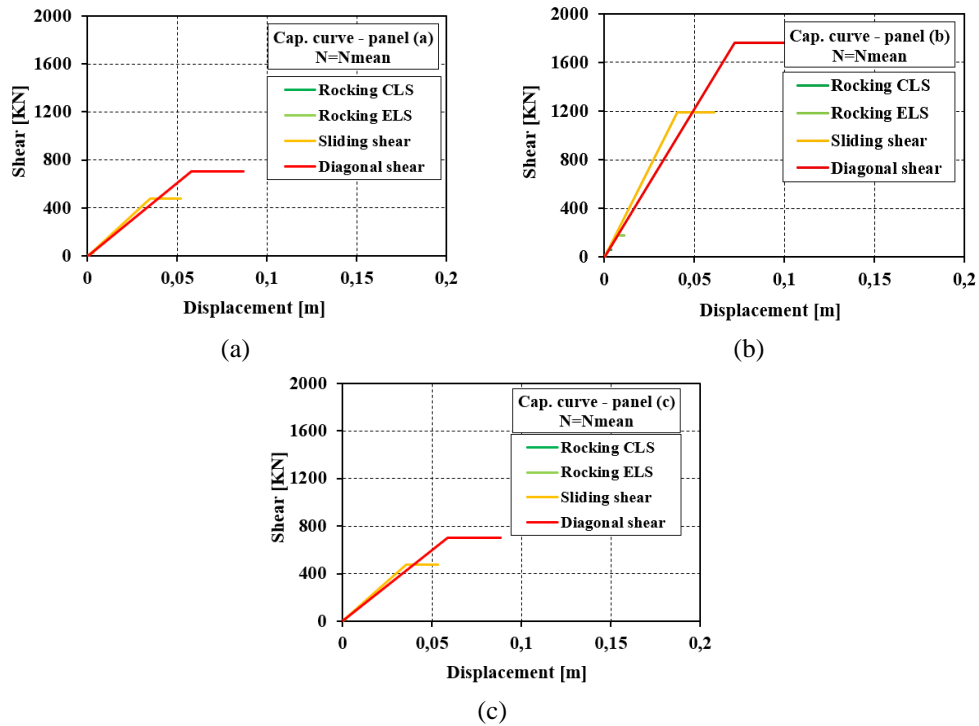 2000
1600
1200
800
400
0
Shear [KN]
Cap. curve - panel (a)
N=Nmean
Rocking CLS
Rocking ELS
Sliding shear
Diagonal shear
0
0,05
0,1
0,15
0,2
Displacement [m]
(a)
2000
1600
1200
800
400
0
Shear [KN]
Cap. curve - panel (b)
N=Nmean
Rocking CLS
Rocking ELS
Sliding shear
Diagonal shear
0
0,05
0,1
0,15
0,2
Displacement [m]
(b)
2000
1600
1200
800
400
0
Shear [KN]
Cap. curve - panel (c)
N=Nmean
Rocking CLS
Rocking ELS
Sliding shear
Diagonal shear
0
0,05
0,1
0,15
0,2
Displacement [m]
(c)